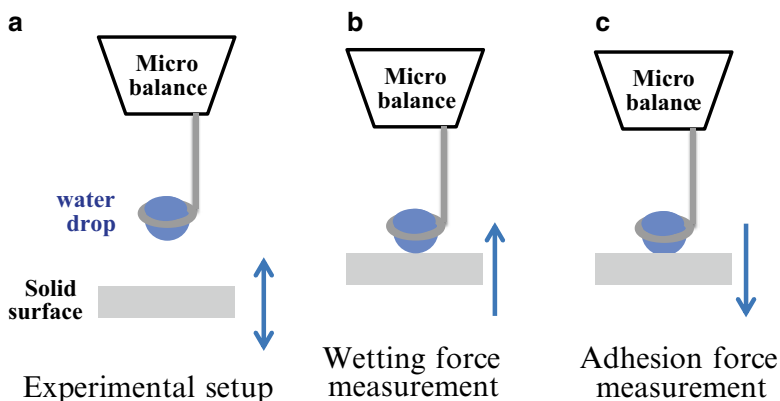 a
Micro
balance
water
drop
Solid
surface
Experimental setup
b
Micro
balance
Wetting force
measurement
c
Micro
balance
Adhesion force
measurement